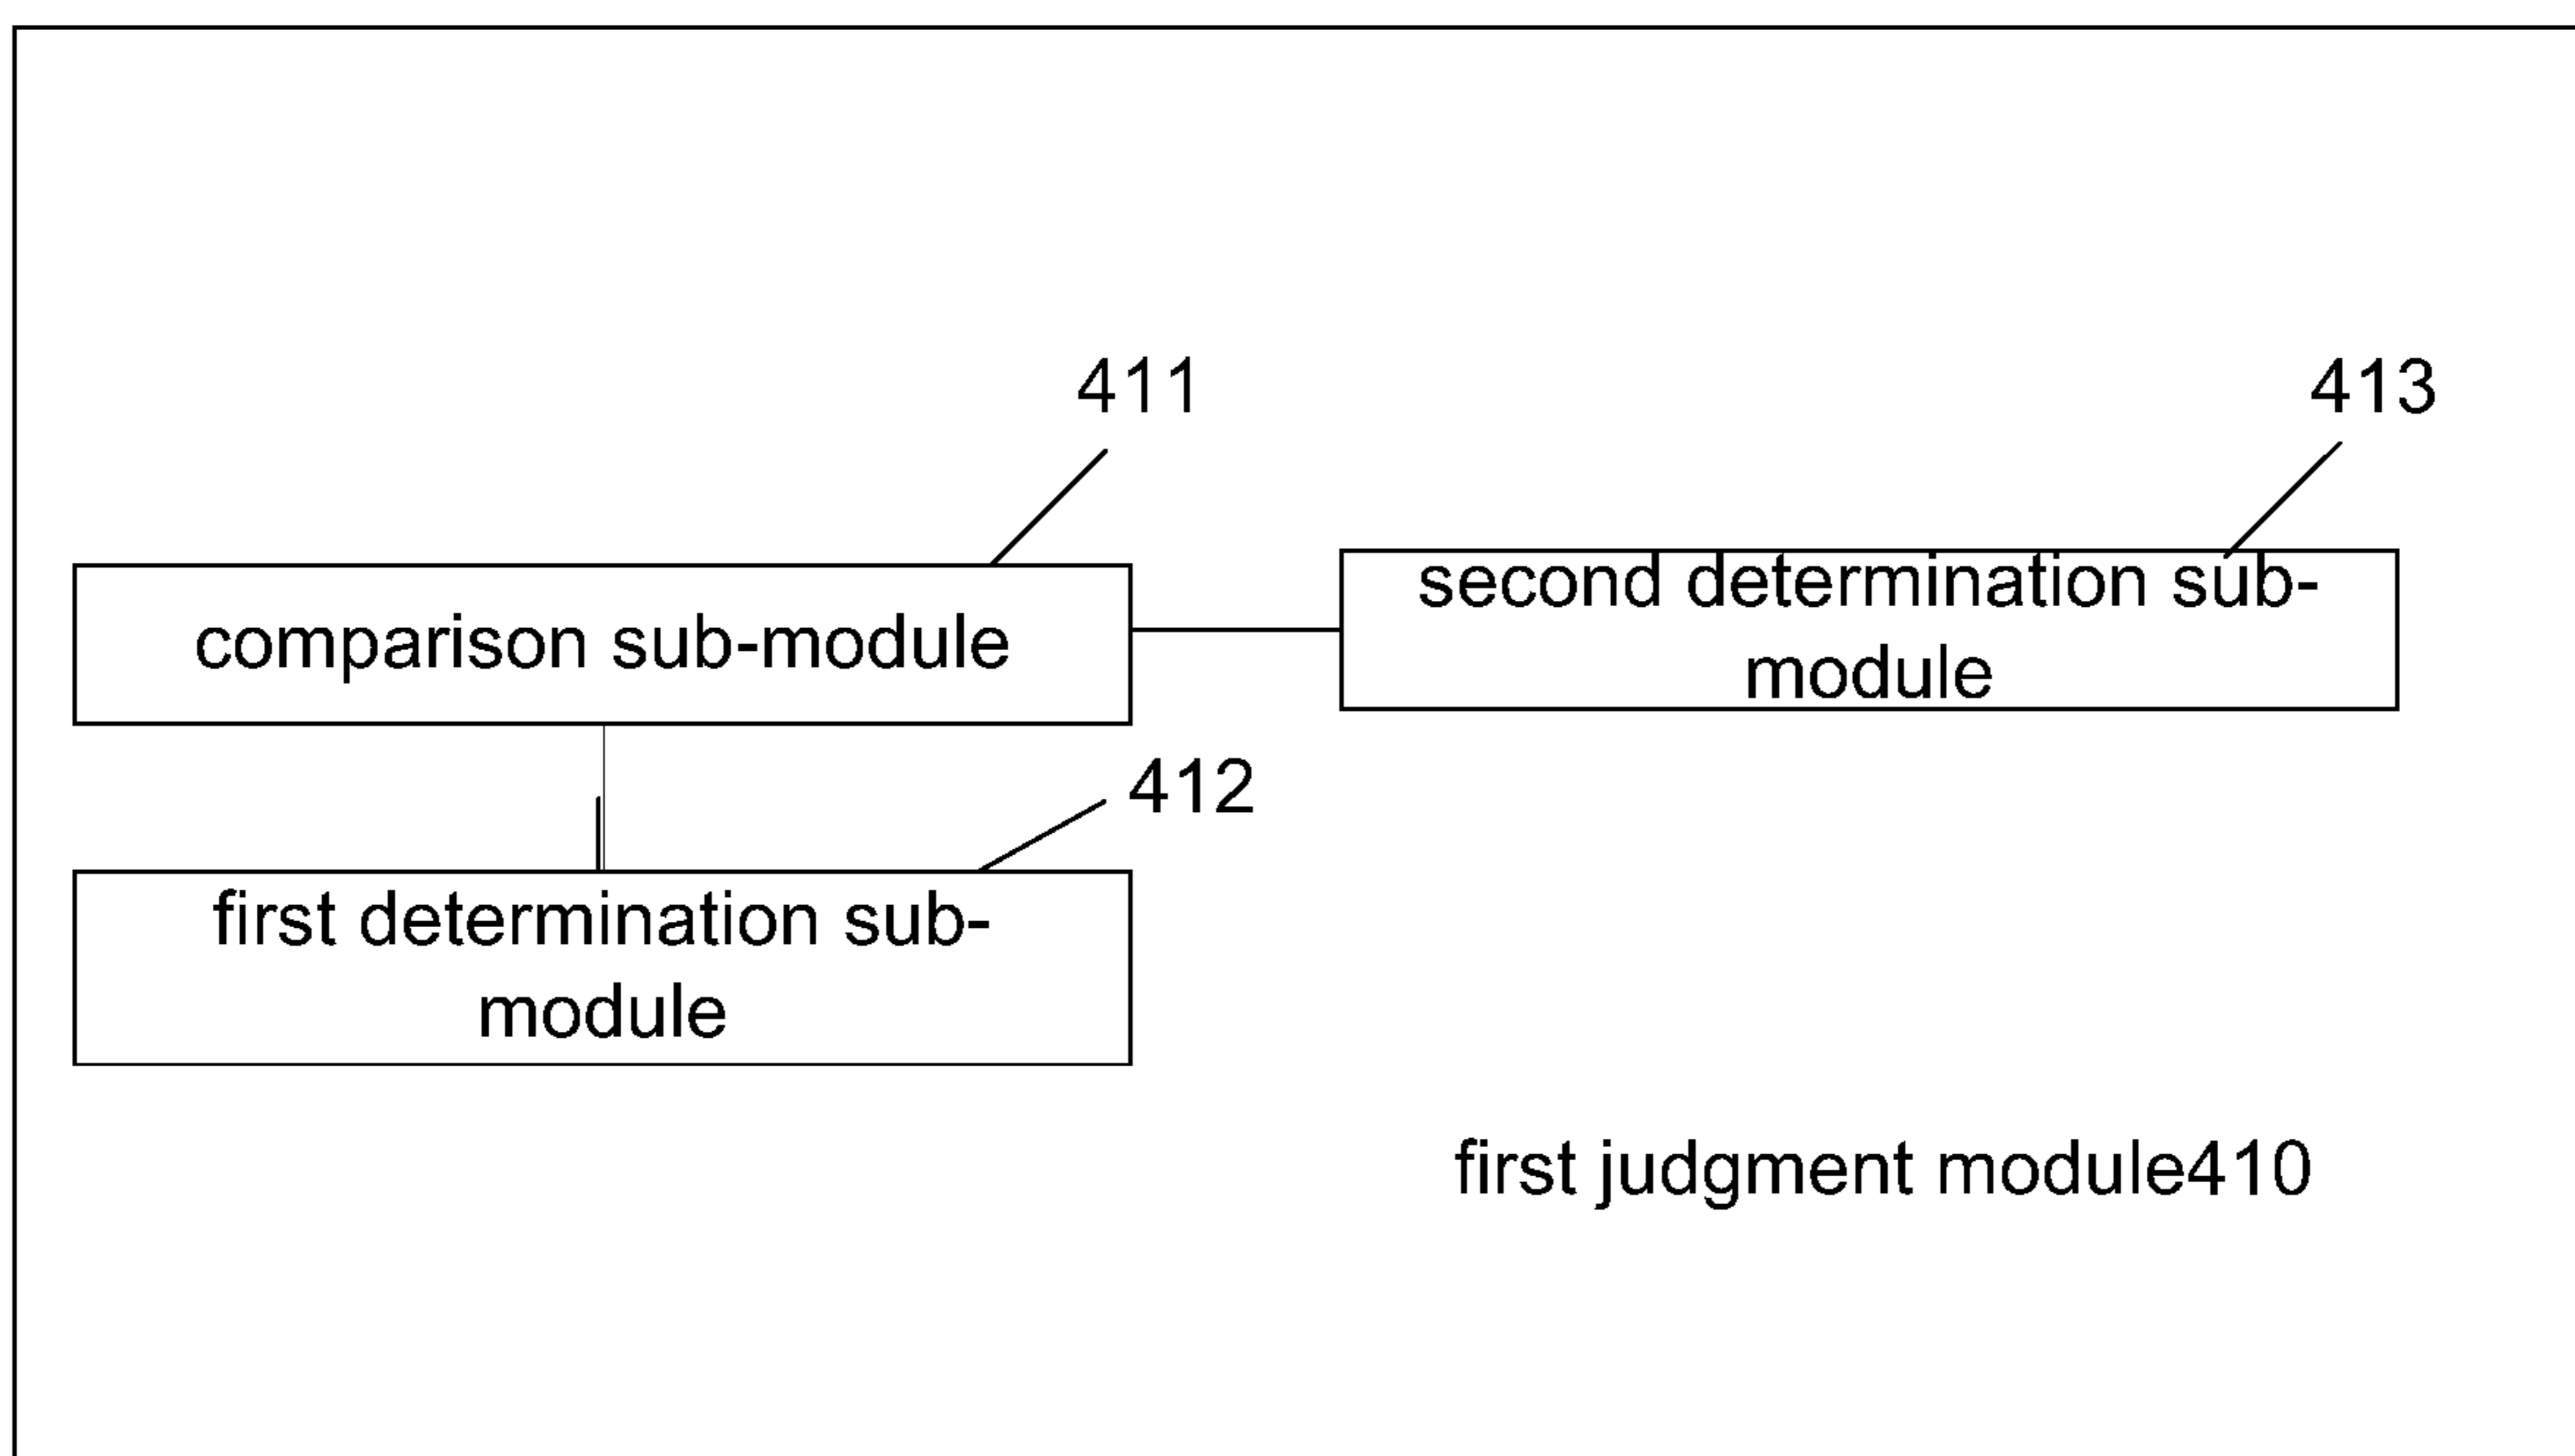 411
413
comparison sub-module
second determination sub-
module
412
first determination sub-
module
first judgment module410